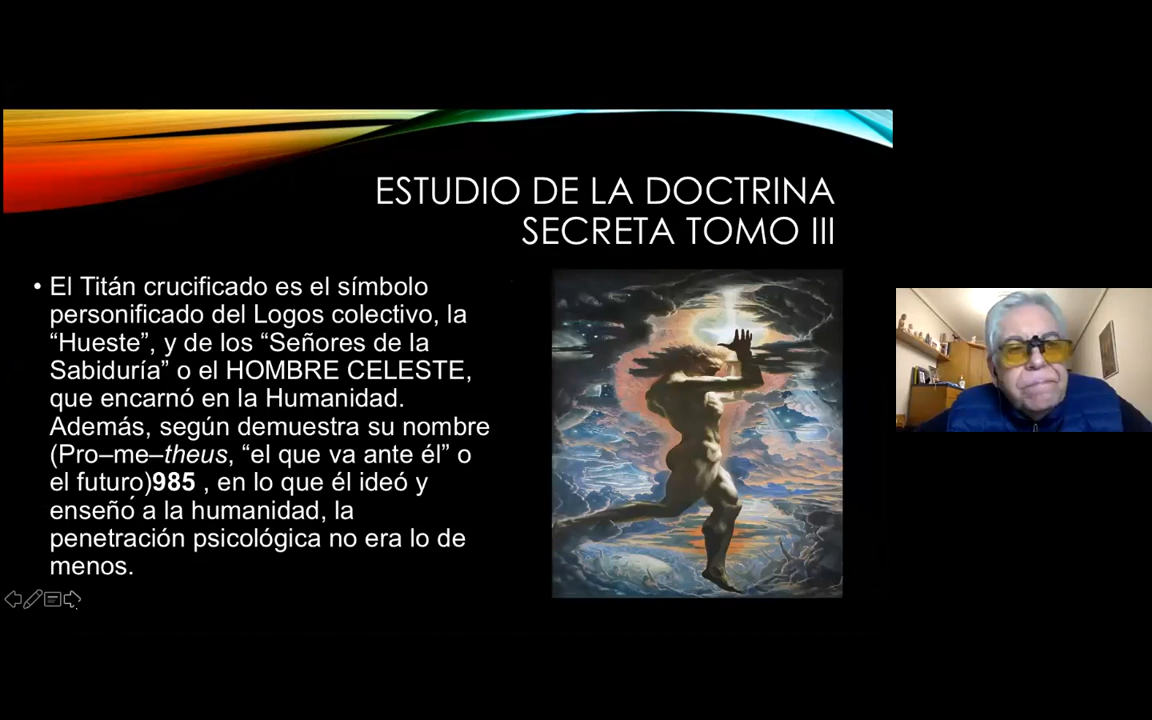 ESTUDIO DE LA DOCTRINA
SECRETA TOMO III
• El Titán crucificado es el símbolo
personificado del Logos colectivo, la
“Hueste”, y de los “Señores de la
Sabiduría” o el HOMBRE CELESTE,
que encarnó en la Humanidad.
Además, según demuestra su nombre
(Pro–me–theus, “el que va ante él” o
el futuro)985 , en lo que él ideó y
enseñó a la humanidad, la
penetración psicológica no era lo de
menos.